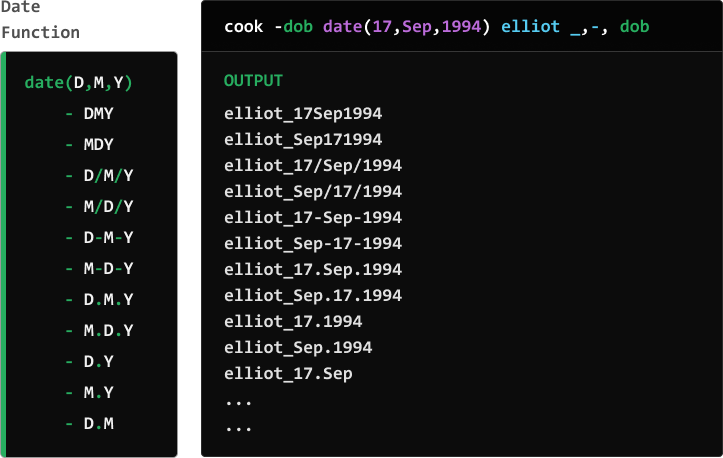 Date
Function
date(D,M,Y)
- DMY
- MDY
- D/M/Y
- M/D/Y
- D-M-Y
- M-D-Y
- D.M.Y
- M.D.Y
- D.Y
- M.Y
- D.M
cook -dob date(17,Sep,1994) elliot _,-, dob
OUTPUT
elliot_17Sep1994
elliot_Sep171994
elliot_17/Sep/1994
elliot_Sep/17/1994
elliot_17-Sep-1994
elliot_Sep-17-1994
elliot_17.Sep.1994
elliot_Sep.17.1994
elliot_17.1994
elliot_Sep.1994
elliot_17.Sep
...
...